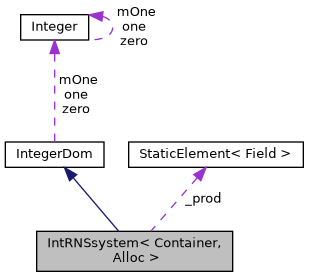 Integer
mOne
one
zero
mOne
one
zero
IntegerDom
StaticElement< Field >
_prod
IntRNSsystem< Container,
Alloc >